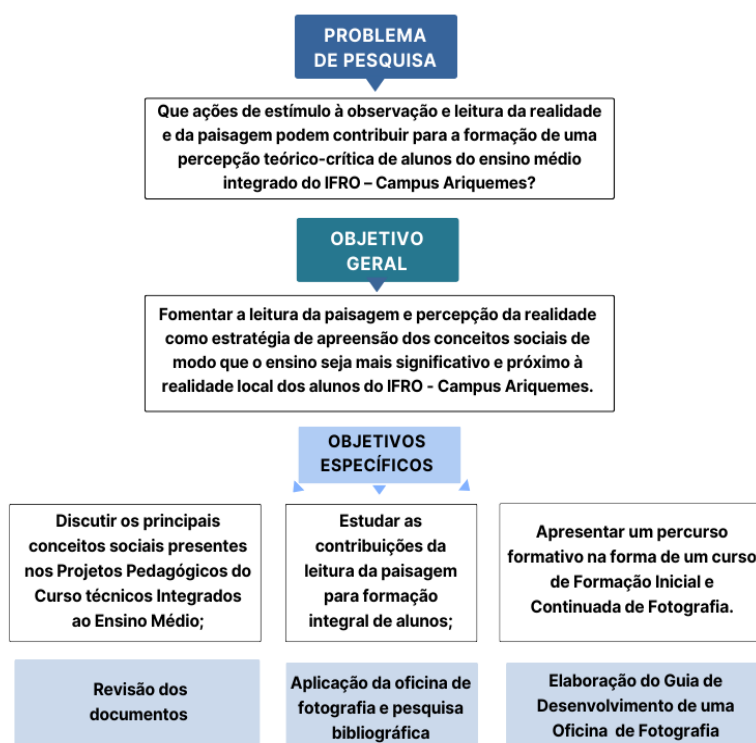 PROBLEMA
DE PESQUISA
Que ações de estímulo à observação e leitura da realidade
e da paisagem podem contribuir para a formação de uma
percepção teórico-crítica de alunos do ensino médio
integrado do IFRO – Campus Ariquemes?
OBJETIVO
GERAL
Fomentar a leitura da paisagem e percepção da realidade
como estratégia de apreensão dos conceitos sociais de
modo que o ensino seja mais significativo e próximo à
realidade local dos alunos do IFRO - Campus Ariquemes.
OBJETIVOS
ESPECÍFICOS
Discutir os principais
conceitos sociais presentes
nos Projetos Pedagógicos do
Curso técnicos Integrados
ao Ensino Médio;
Estudar as
contribuições da
leitura da paisagem
para formação
integral de alunos;
Apresentar um percurso
formativo na forma de um curso
de Formação Inicial e
Continuada de Fotografia.
Revisão dos
documentos
Aplicação da oficina de
fotografia e pesquisa
bibliográfica
Elaboração do Guia de
Desenvolvimento de uma
Oficina de Fotografia